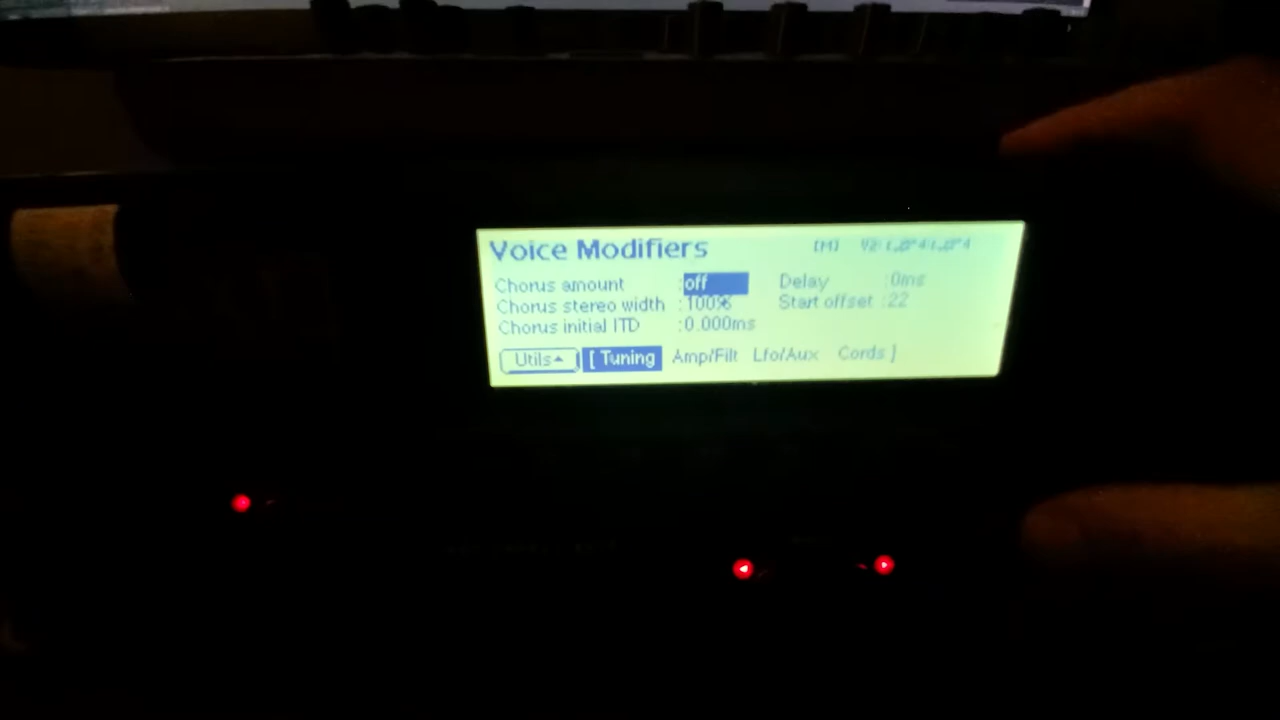 Voice Modifiers [M]
Chorus amount :off Delay :0ms
Chorus stereo width :100% Start offset :22
Chorus initial ITD :0.000ms
Utils [ Tuning Amp/Filt Lfo/Aux Cords ]